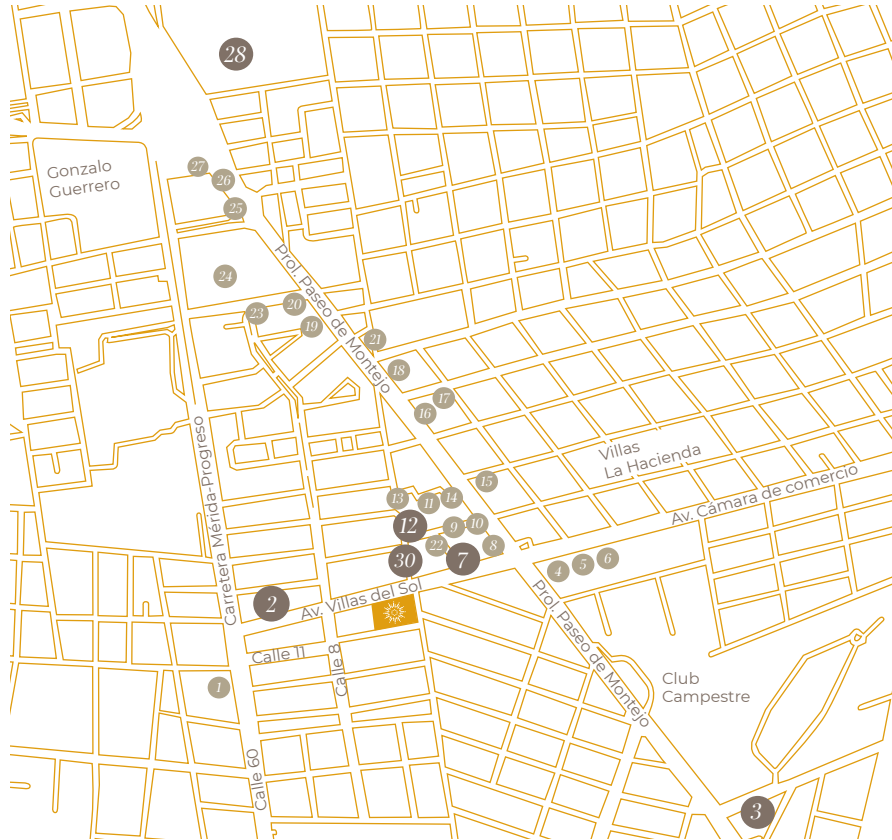 28
Gonzalo
Guerrero
27
26
25
Prol. Paseo de Montejo
24
20
23
19
21
18
17
16
Carretera Mérida-Progreso
Villas
La Hacienda
15
Av. Cámara de comercio
13
11
14
12
9
10
22
8
30
7
6
5
4
2
Av. Villas del Sol
Prol. Paseo de Montejo
Calle 11
Calle 8
1
Club
Campestre
Calle 60
3